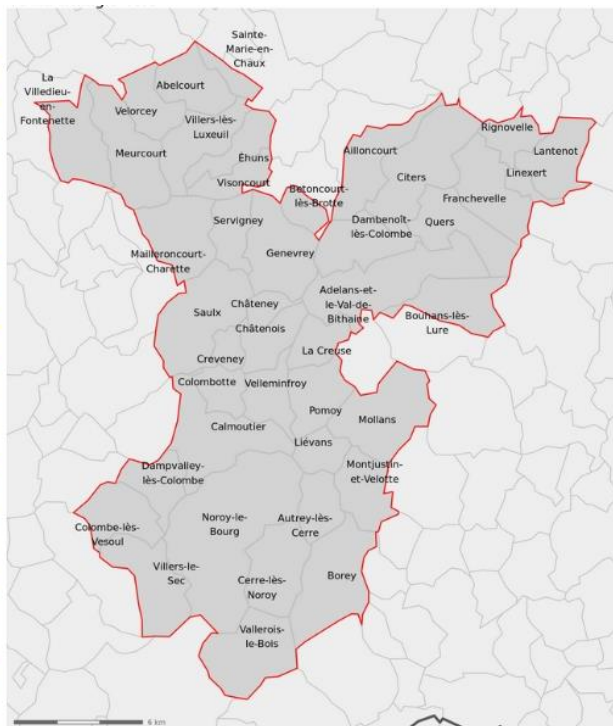 Sainte-
Marie-en-
Chaux
La
Villedieu-
en-
Fontenette
Abelcourt
Velorcey
Villers-lès-
Luxeuil
Meurcourt
Éhuns
Visoncourt
Betoncourt-
lès-Brotte
Ailloncourt
Citers
Rignovelle
Lantenot
Linexert
Franchevelle
Servigney
Dambenoît-
lès-Colombe
Quers
Genevrey
Mailleroncourt-
Charette
Adelans-et-
le-Val-de-
Bithaine
Bouhans-lès-
Lure
Saulx
Châteney
Châtenois
Creveney
La Creuse
Colombotte
Velleminfroy
Pomoy
Mollans
Calmoutier
Liévans
Dampvalley-
lès-Colombe
Montjustin-
et-Velotte
Colombe-lès-
Vesoul
Noroy-le-
Bourg
Autrey-lès-
Cerre
Villers-le-
Sec
Cerre-lès-
Noroy
Borey
Vallerois-
le-Bois
6 km